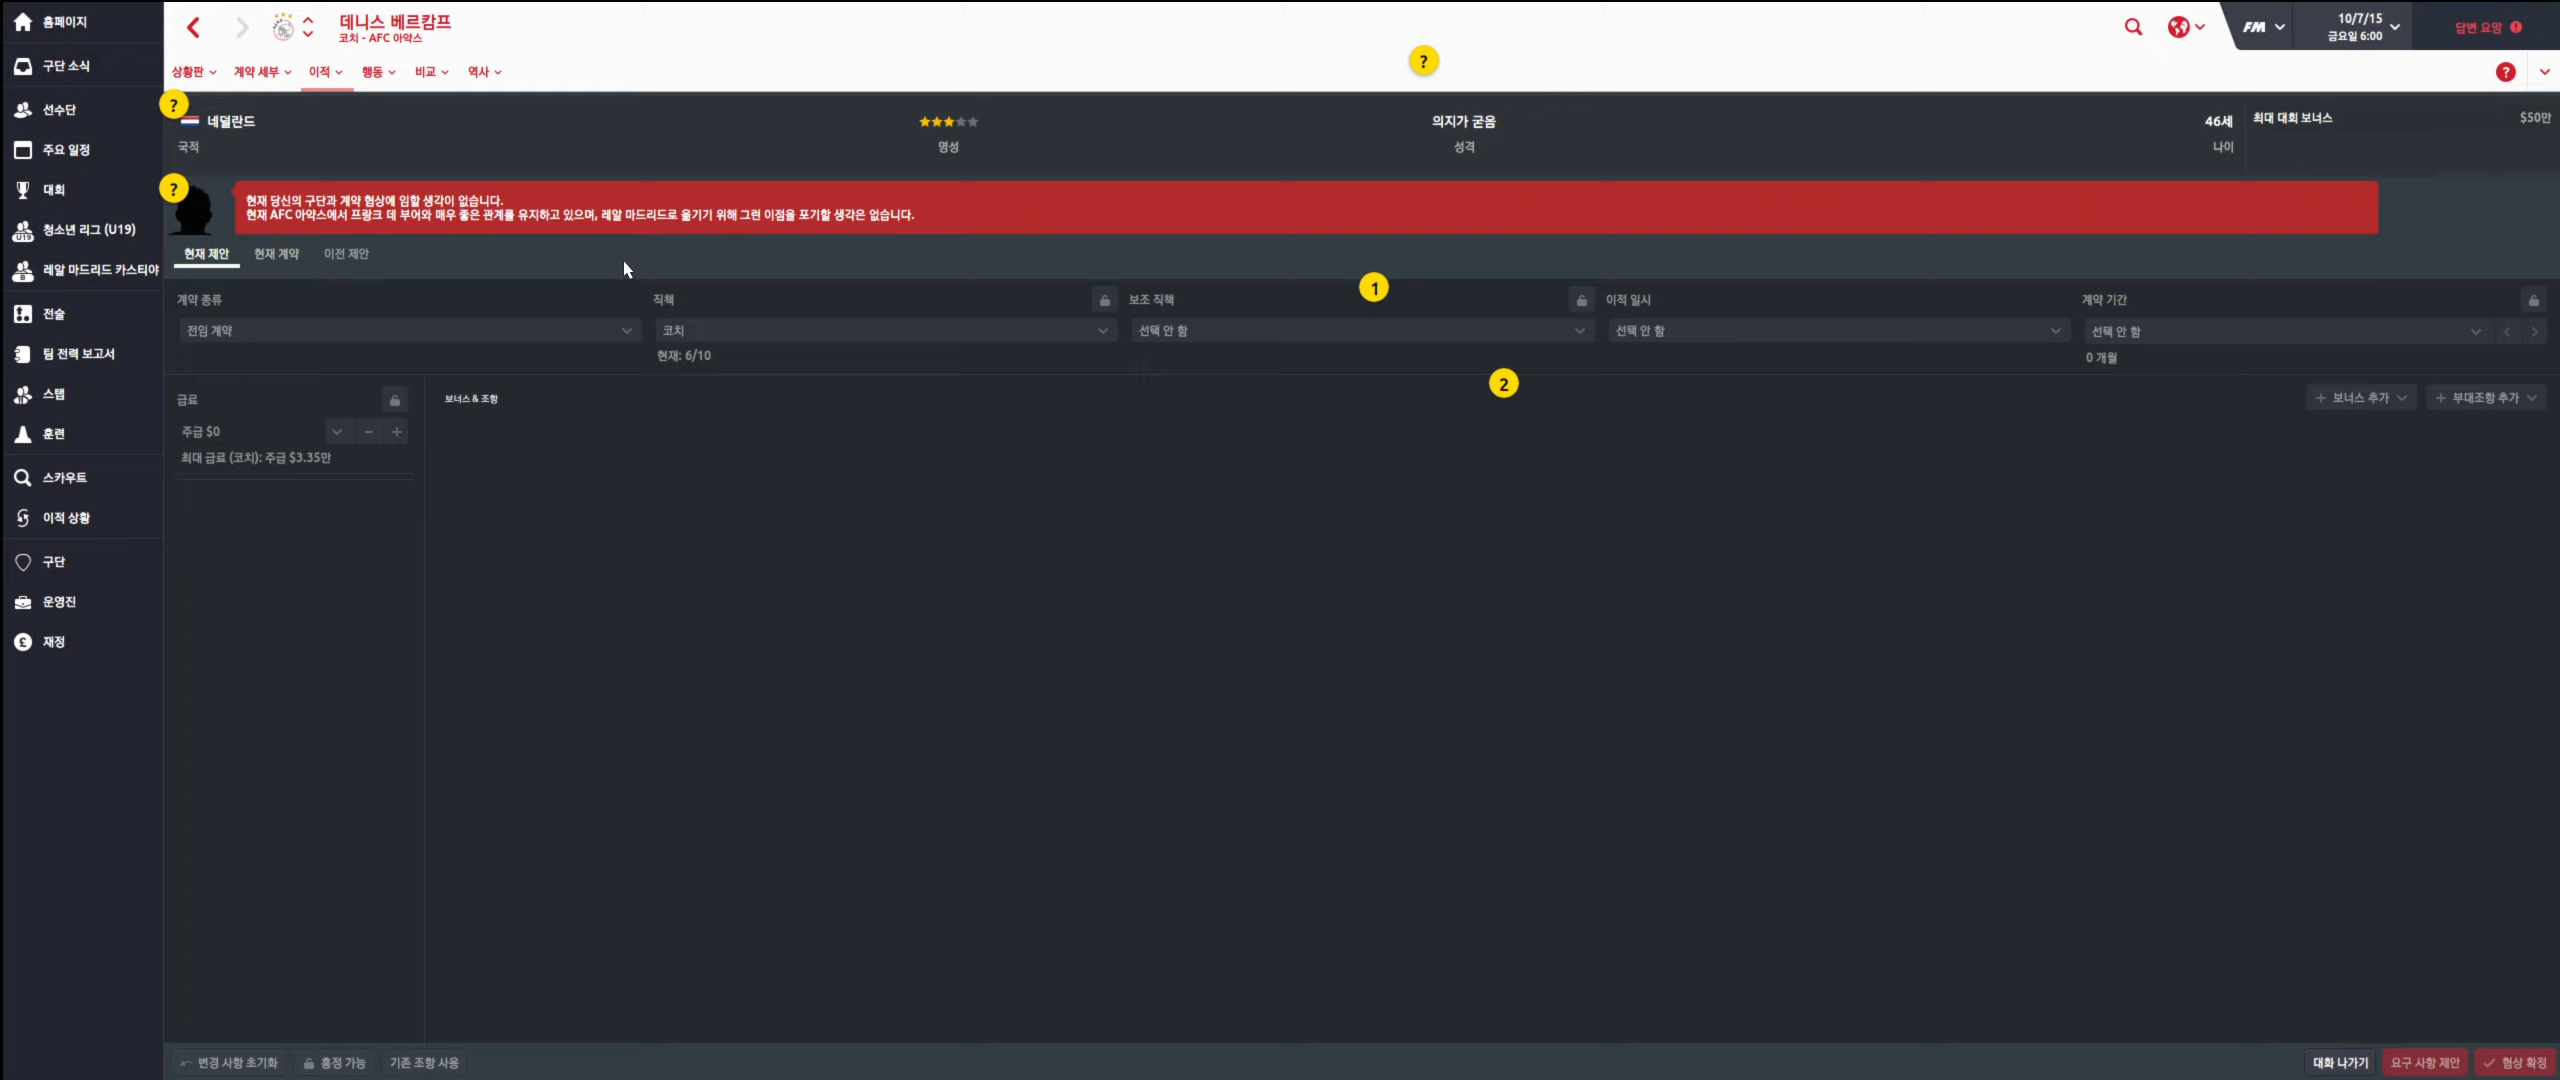 홈페이지
구단 소식
선수단
주요 일정
대회
청소년 리그 (U19)
레알 마드리드 카스티야
전술
팀 전력 보고서
스탭
훈련
스카우트
이적 상황
구단
운영진
재정
데니스 베르캄프
코치 - AFC 아약스
FM
10/7/15
금요일 6:00
답변 요망
상황판
계약 세부
이적
행동
비교
역사
?
?
?
네덜란드
국적
명성
의지가 굳음
성격
46세
나이
최대 대회 보너스
$50만
?
현재 당신의 구단과 계약 협상에 임할 생각이 없습니다.
현재 AFC 아약스에서 프랑크 데 부어와 매우 좋은 관계를 유지하고 있으며, 레알 마드리드로 옮기기 위해 그런 이점을 포기할 생각은 없습니다.
현재 제안
현재 계약
이전 제안
1
계약 종류
직책
보조 직책
이적 일시
계약 기간
전임 계약
코치
선택 안 함
선택 안 함
선택 안 함
현재: 6/10
0 개월
2
급료
보너스 & 조항
보너스 추가
부대조항 추가
주급 $0
최대 급료 (코치): 주급 $3.35만
변경 사항 초기화
흥정 가능
기존 조항 사용
대화 나가기
요구 사항 제안
협상 확정